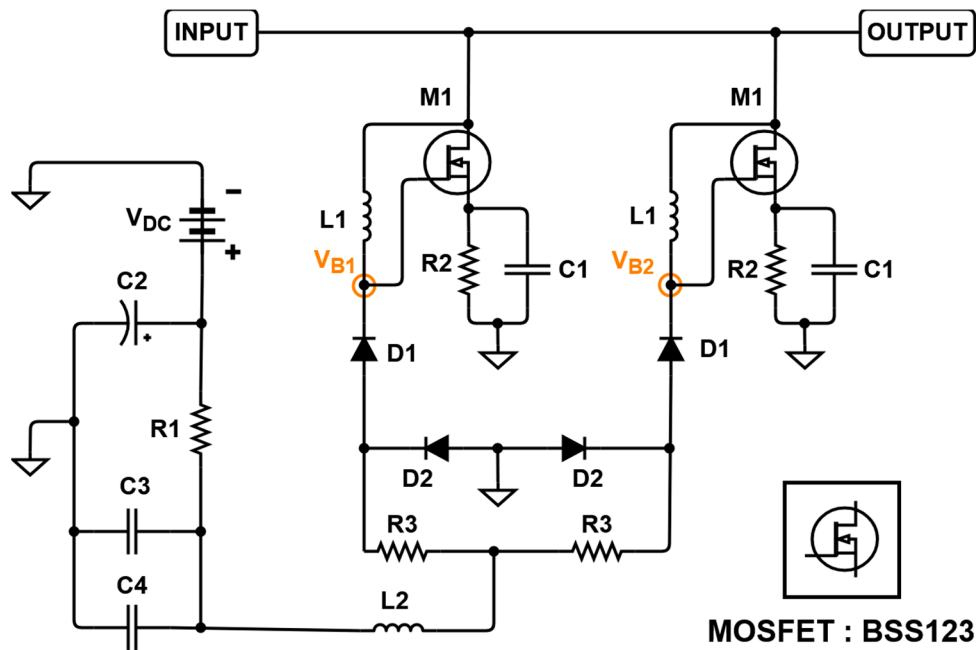 INPUT
OUTPUT
M1
M1
L1
L1
VDC
−
+
VB1
VB2
R2
C1
R2
C1
C2
+
D1
D1
R1
D2
D2
C3
R3
R3
C4
L2
MOSFET : BSS123